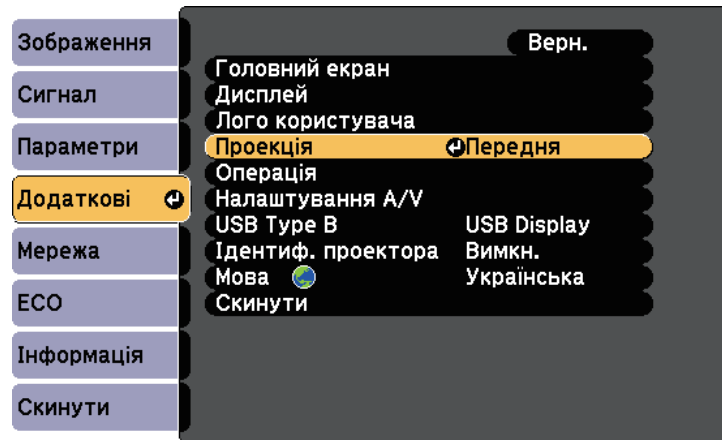 Зображення
Сигнал
Параметри
Додаткові
Мережа
ECO
Інформація
Скинути
Верн.
Головний екран
Дисплей
Лого користувача
Проекція Передня
Операція
Налаштування A/V
USB Type B USB Display
Ідентиф. проектора Вимкн.
Мова Українська
Скинути